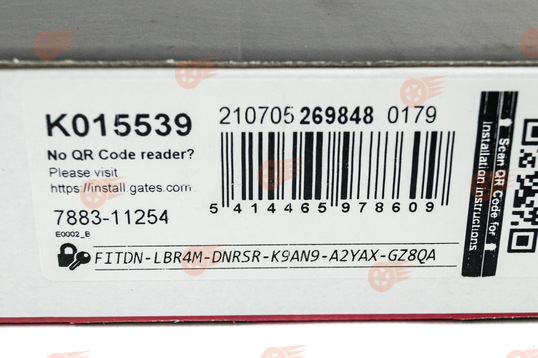 K015539
210705 269848 0179
No QR Code reader?
Please visit
https://install.gates.com
7883-11254
E0002_B
5 414465 978609
FITDN-LBR4M-DNRSR-K9AN9-A2YAX-GZ8QA
Scan QR Code for
Installation instructions